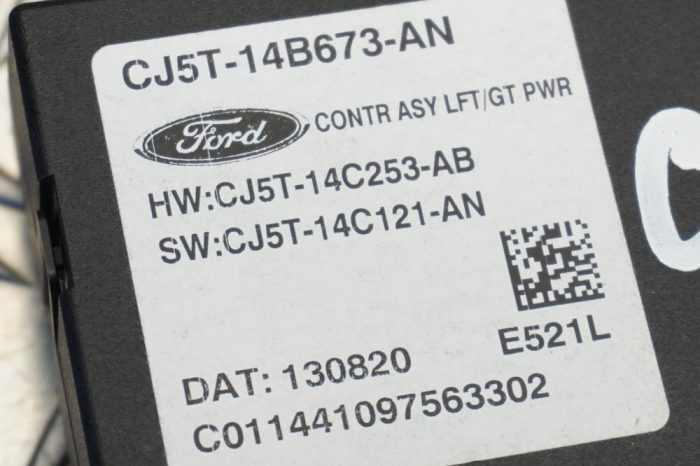 CJ5T-14B673-AN
Ford CONTR ASY LFT/GT PWR
HW:CJ5T-14C253-AB
SW:CJ5T-14C121-AN
E521L
DAT: 130820
C011441097563302